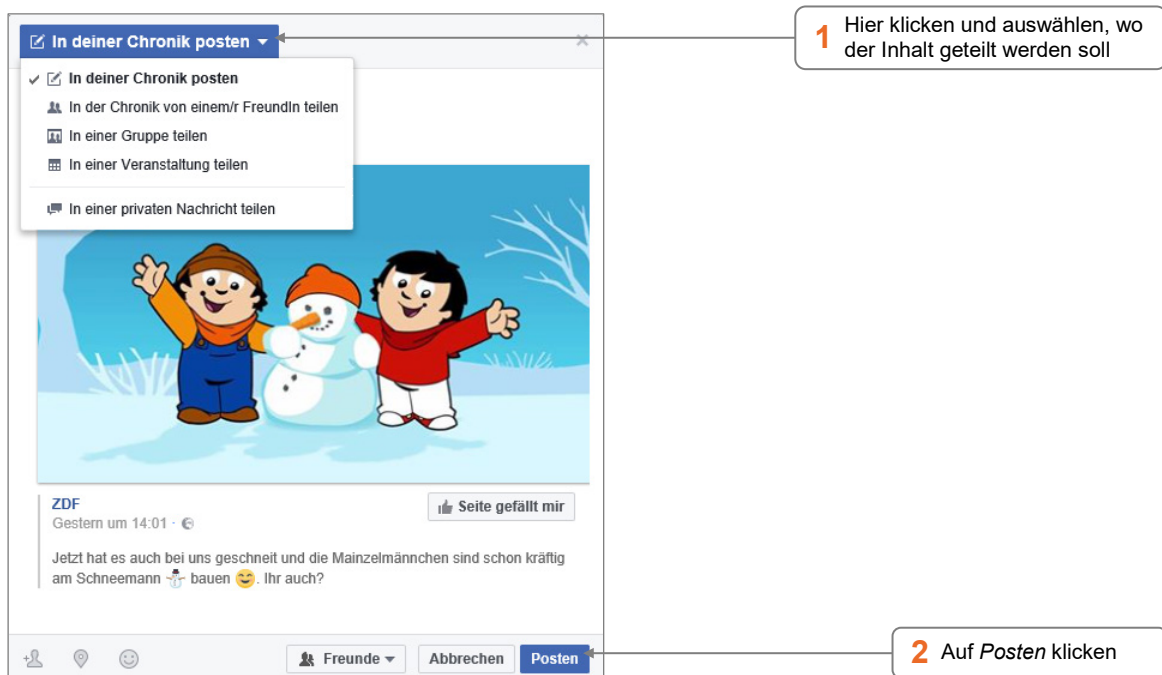 In deiner Chronik posten
1 Hier klicken und auswählen, wo
der Inhalt geteilt werden soll
In deiner Chronik posten
In der Chronik von einem/r FreundIn teilen
In einer Gruppe teilen
In einer Veranstaltung teilen
In einer privaten Nachricht teilen
ZDF
Seite gefällt mir
Gestern um 14:01 ·
Jetzt hat es auch bei uns geschneit und die Mainzelmännchen sind schon kräftig
am Schneemann ⛄ bauen 😊. Ihr auch?
Freunde
Abbrechen
Posten
2 Auf Posten klicken